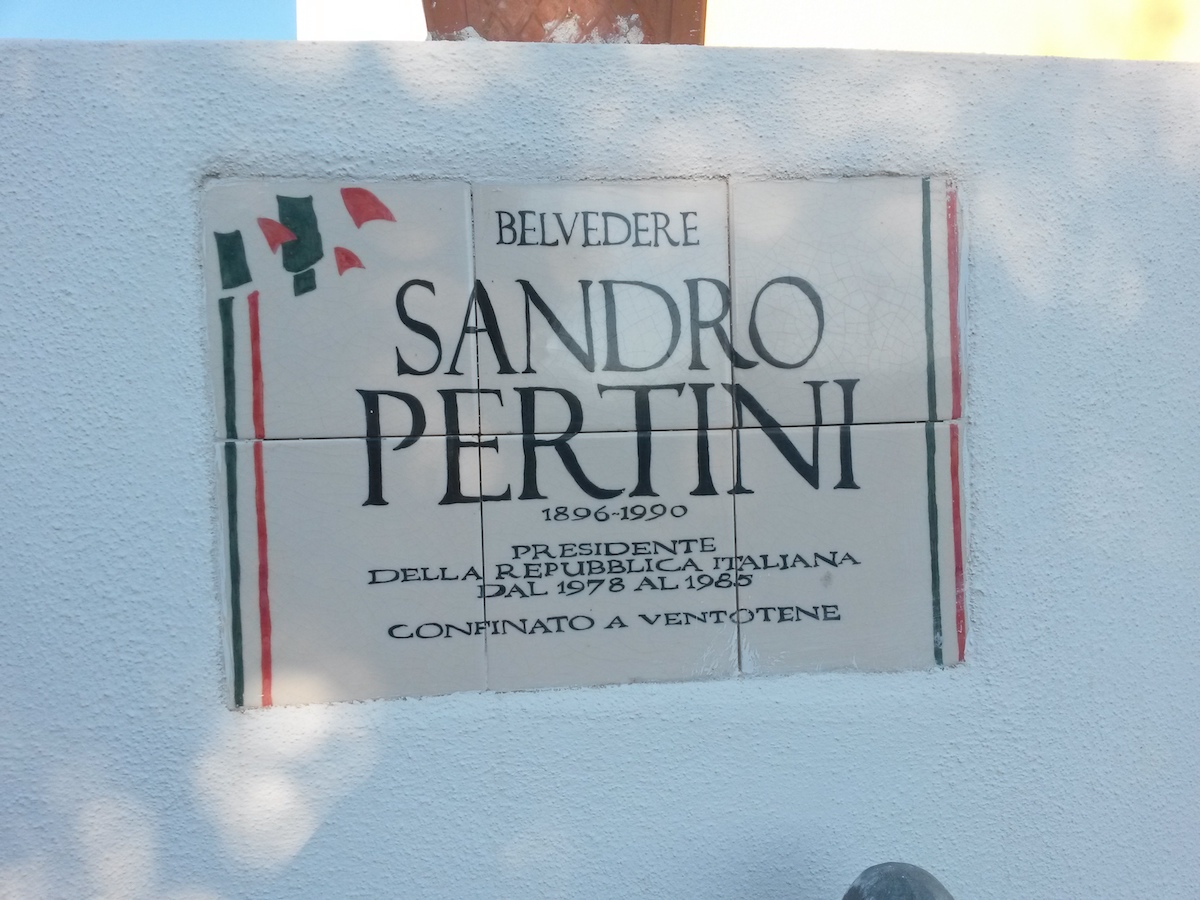 BELVEDERE
SANDRO
PERTINI
1896-1990
PRESIDENTE
DELLA REPUBBLICA ITALIANA
DAL 1978 AL 1985
CONFINATO A VENTOTENE